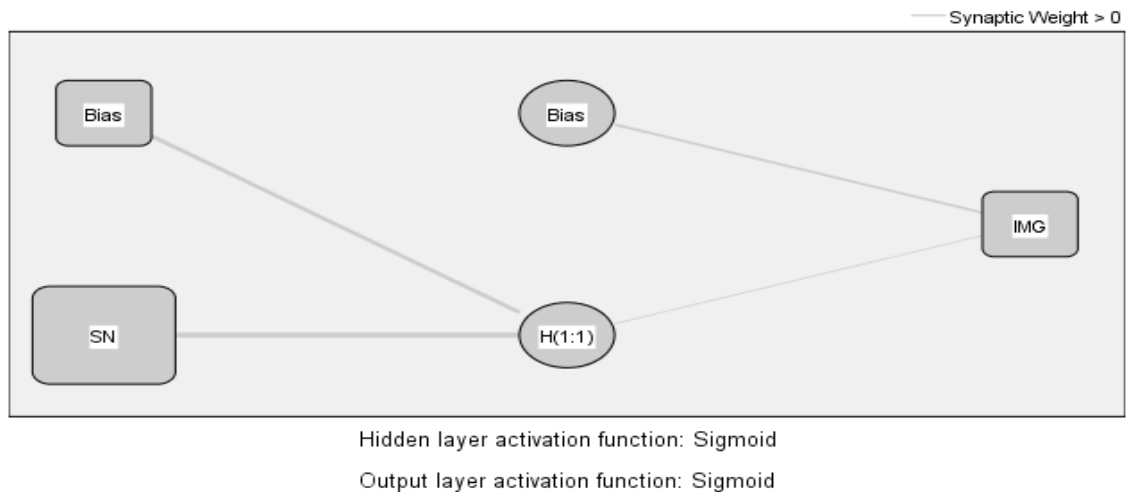 Synaptic Weight > 0
Bias
Bias
IMG
SN
H(1:1)
Hidden layer activation function: Sigmoid
Output layer activation function: Sigmoid